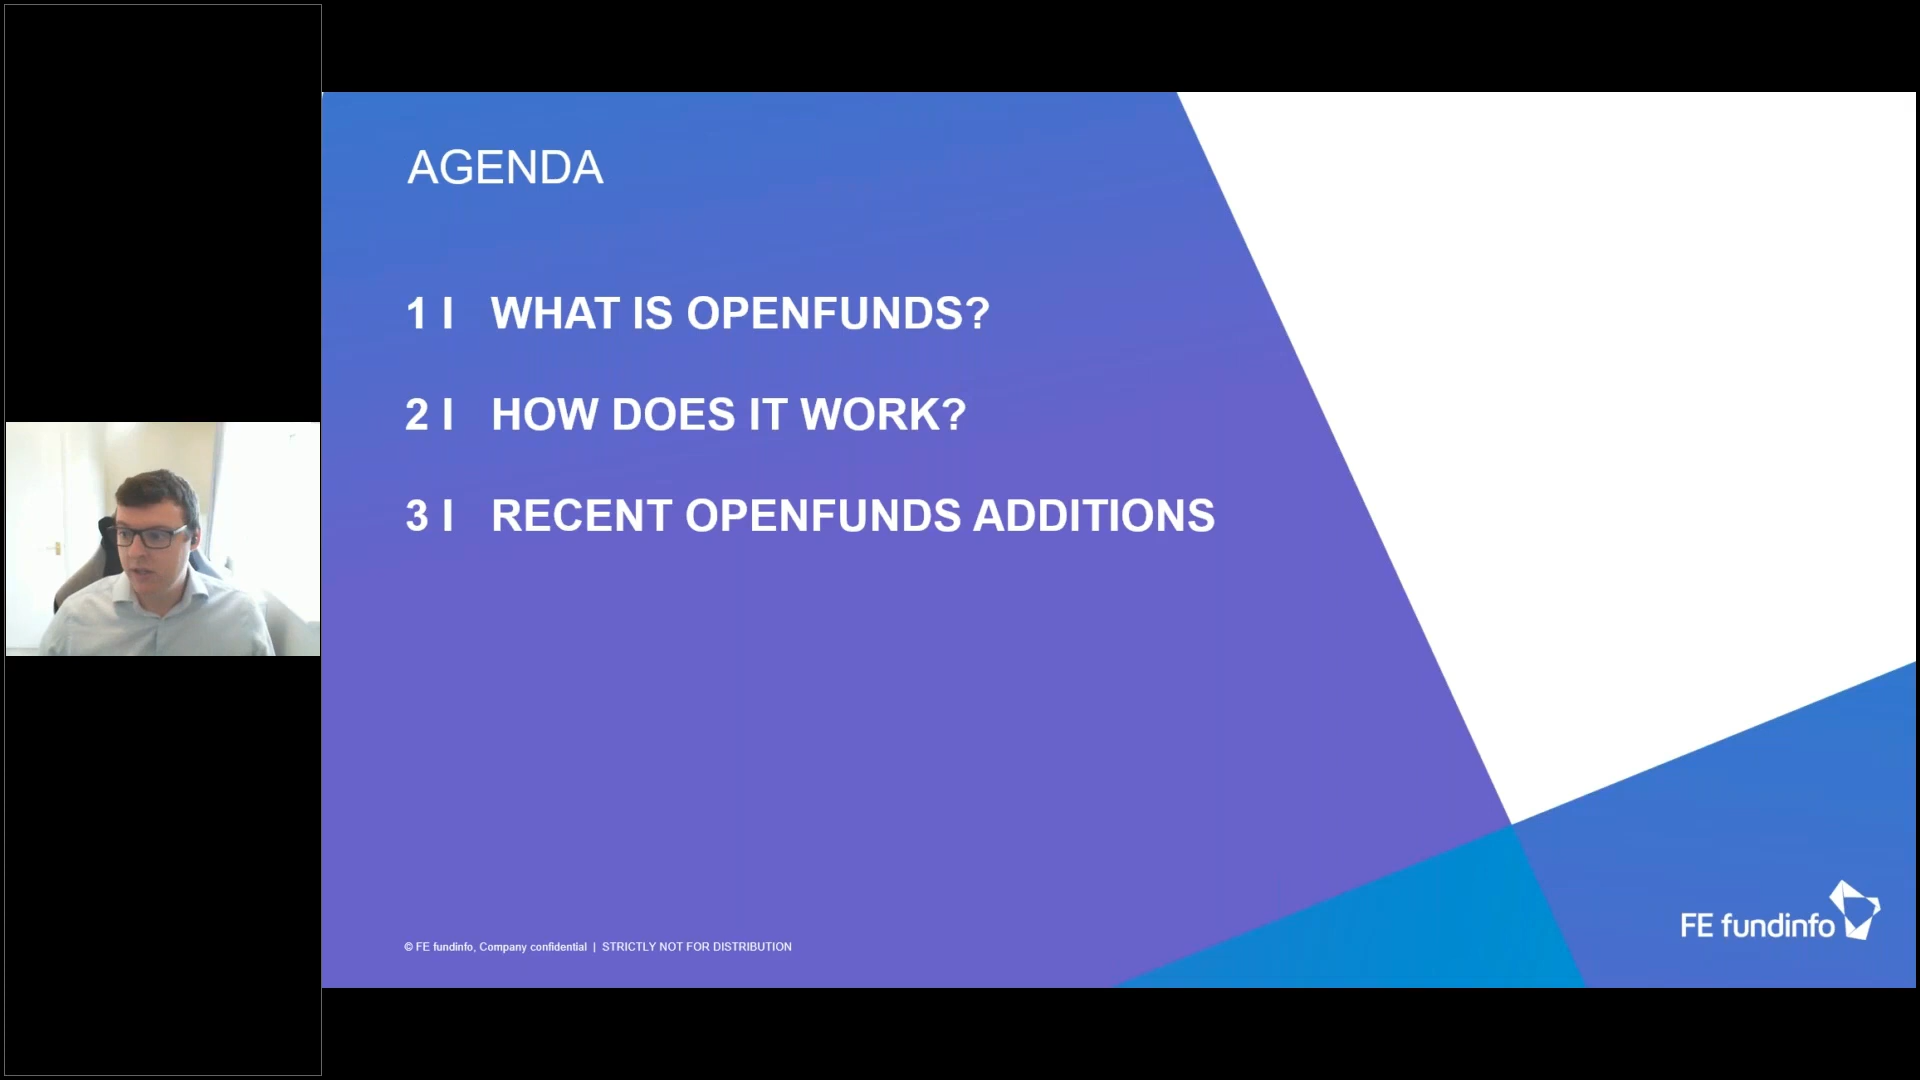 AGENDA
1 I WHAT IS OPENFUNDS?
2 I HOW DOES IT WORK?
3 I RECENT OPENFUNDS ADDITIONS
© FE fundinfo, Company confidential | STRICTLY NOT FOR DISTRIBUTION
FE fundinfo